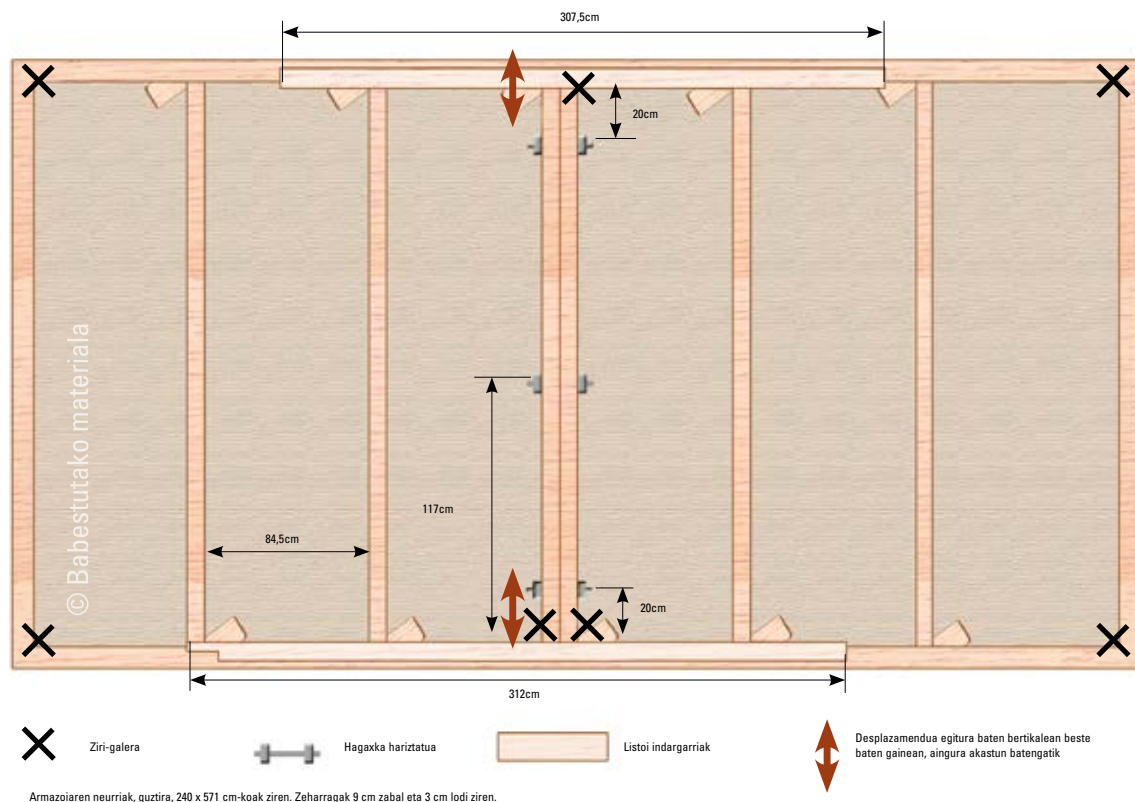 307,5cm
20cm
© Babestutako materiala
117cm
84,5cm
20cm
312cm
Ziri-galera
Hagaxka hariztatua
Listoi indargarriak
Desplazamendua egitura baten bertikalean beste
baten gainean, aingura akastun batengatik
Armazoiaren neurriak, guztira, 240 x 571 cm-koak ziren. Zeharragak 9 cm zabal eta 3 cm lodi ziren.